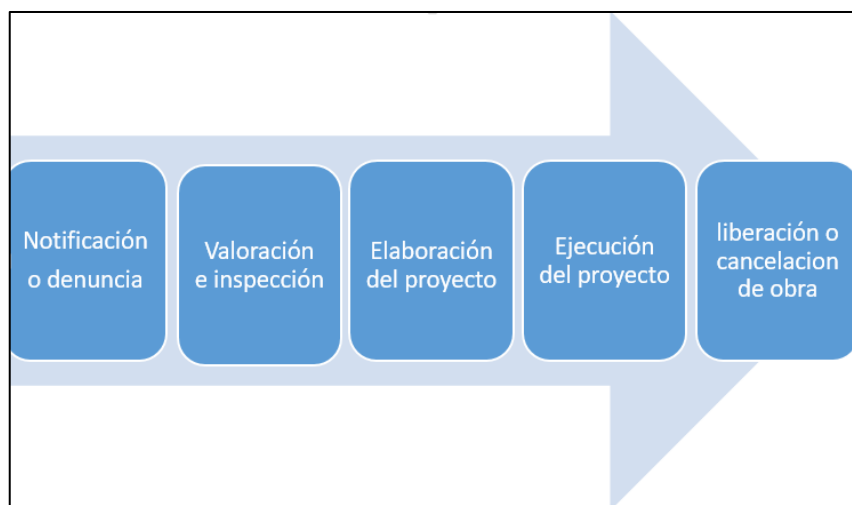 Notificación
o denuncia
Valoración
e inspección
Elaboración
del proyecto
Ejecución
del proyecto
liberación o
cancelacion
de obra